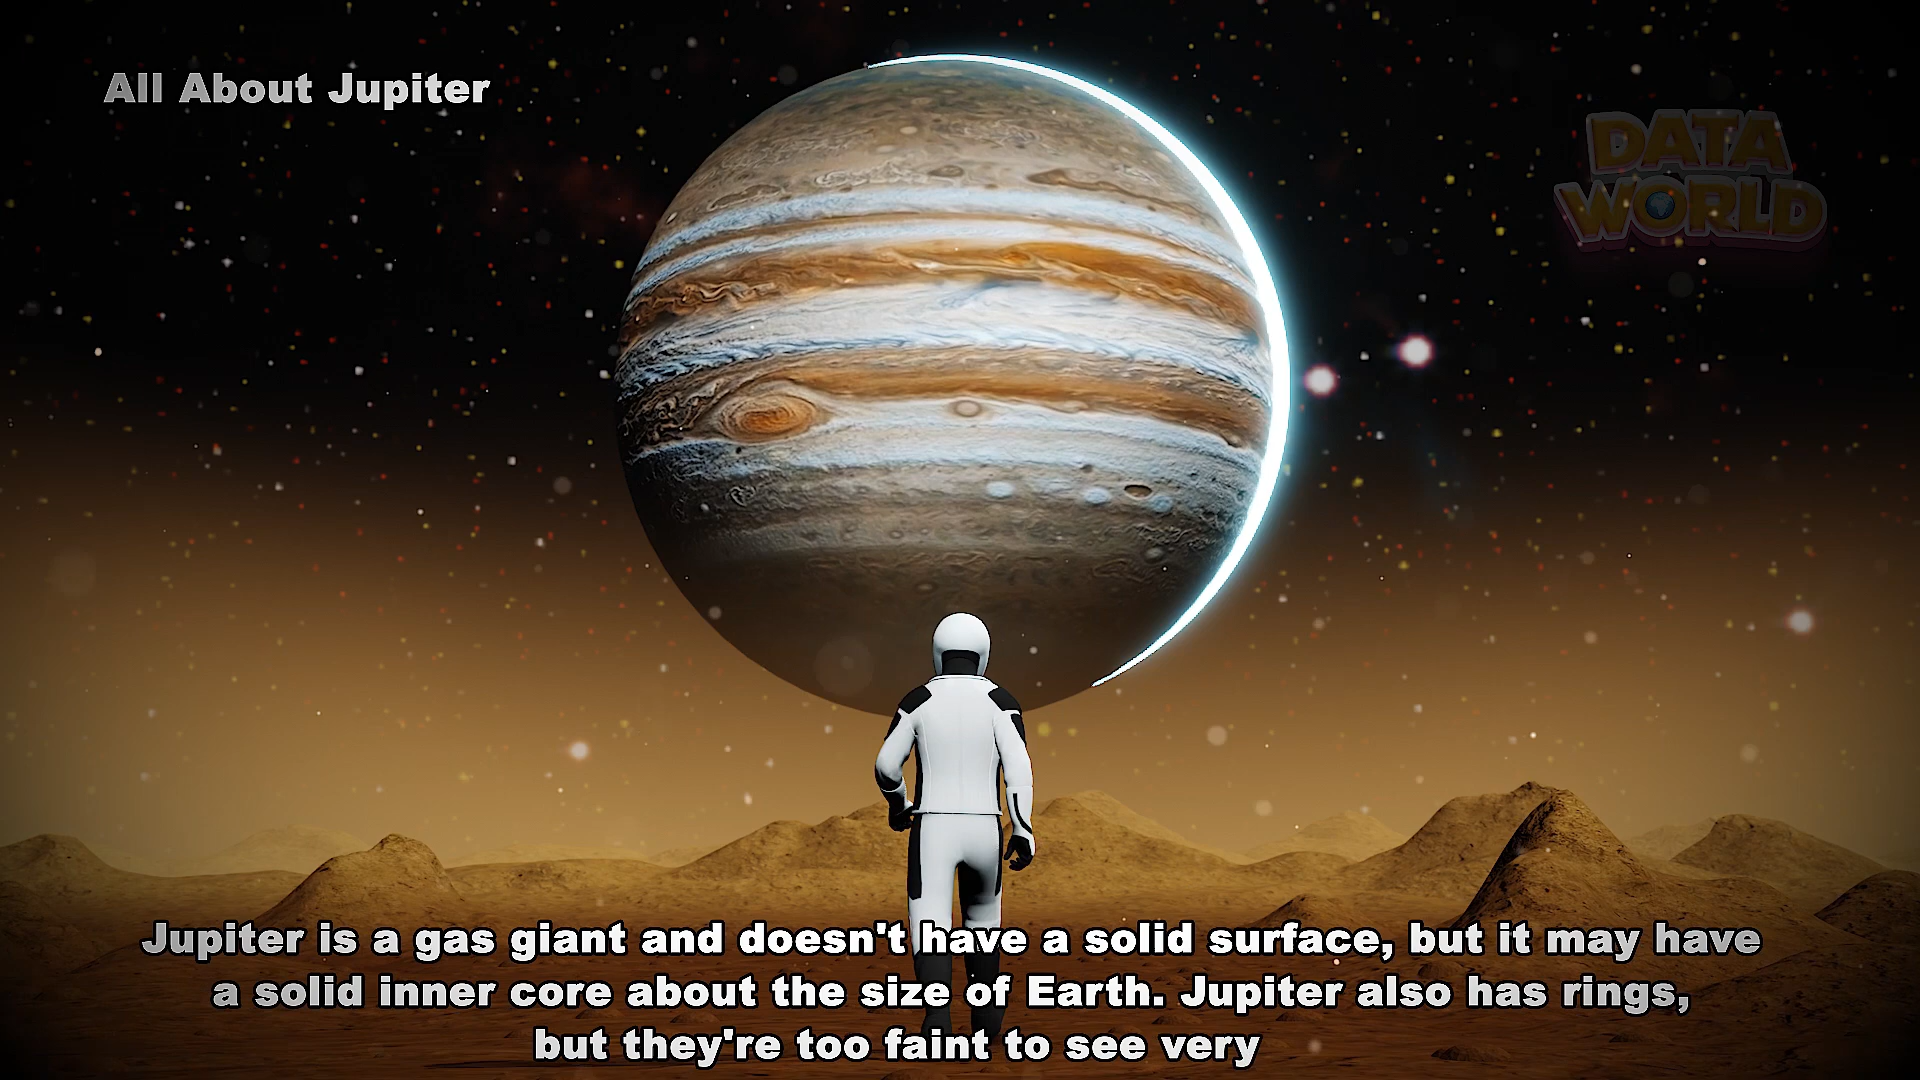 All About Jupiter
DATA
WORLD
Jupiter is a gas giant and doesn't have a solid surface, but it may have
a solid inner core about the size of Earth. Jupiter also has rings,
but they're too faint to see very